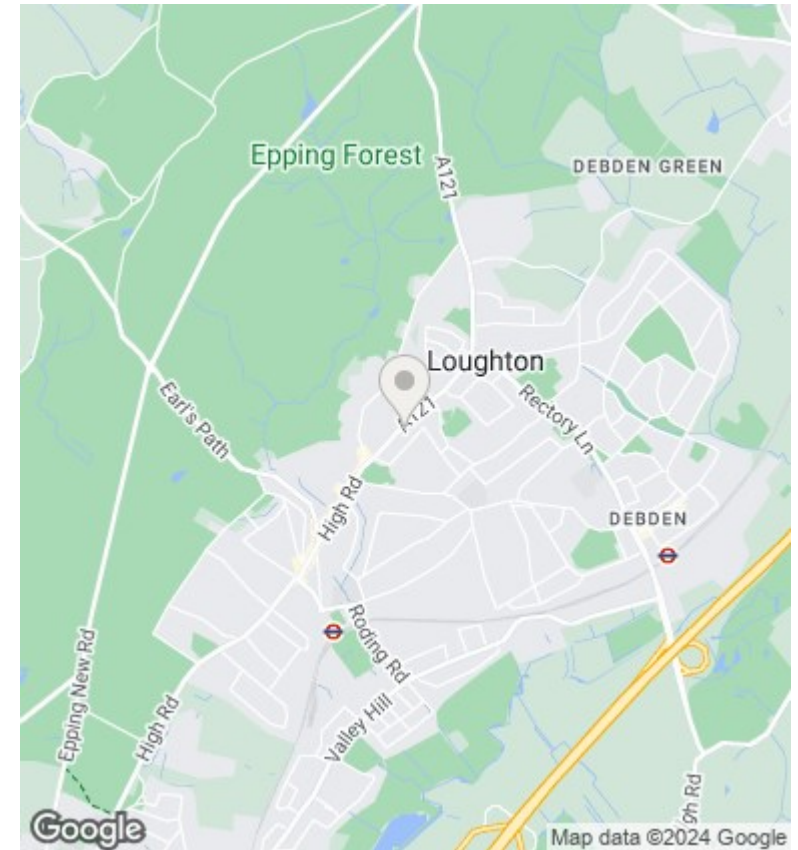 Epping Forest
A121
DEBDEN GREEN
Loughton
A121
Earl's Path
Rectory Ln
High Rd
DEBDEN
Roding Rd
Epping New Rd
High Rd
Valley Hill
gh Rd
Google
Map data ©2024 Google